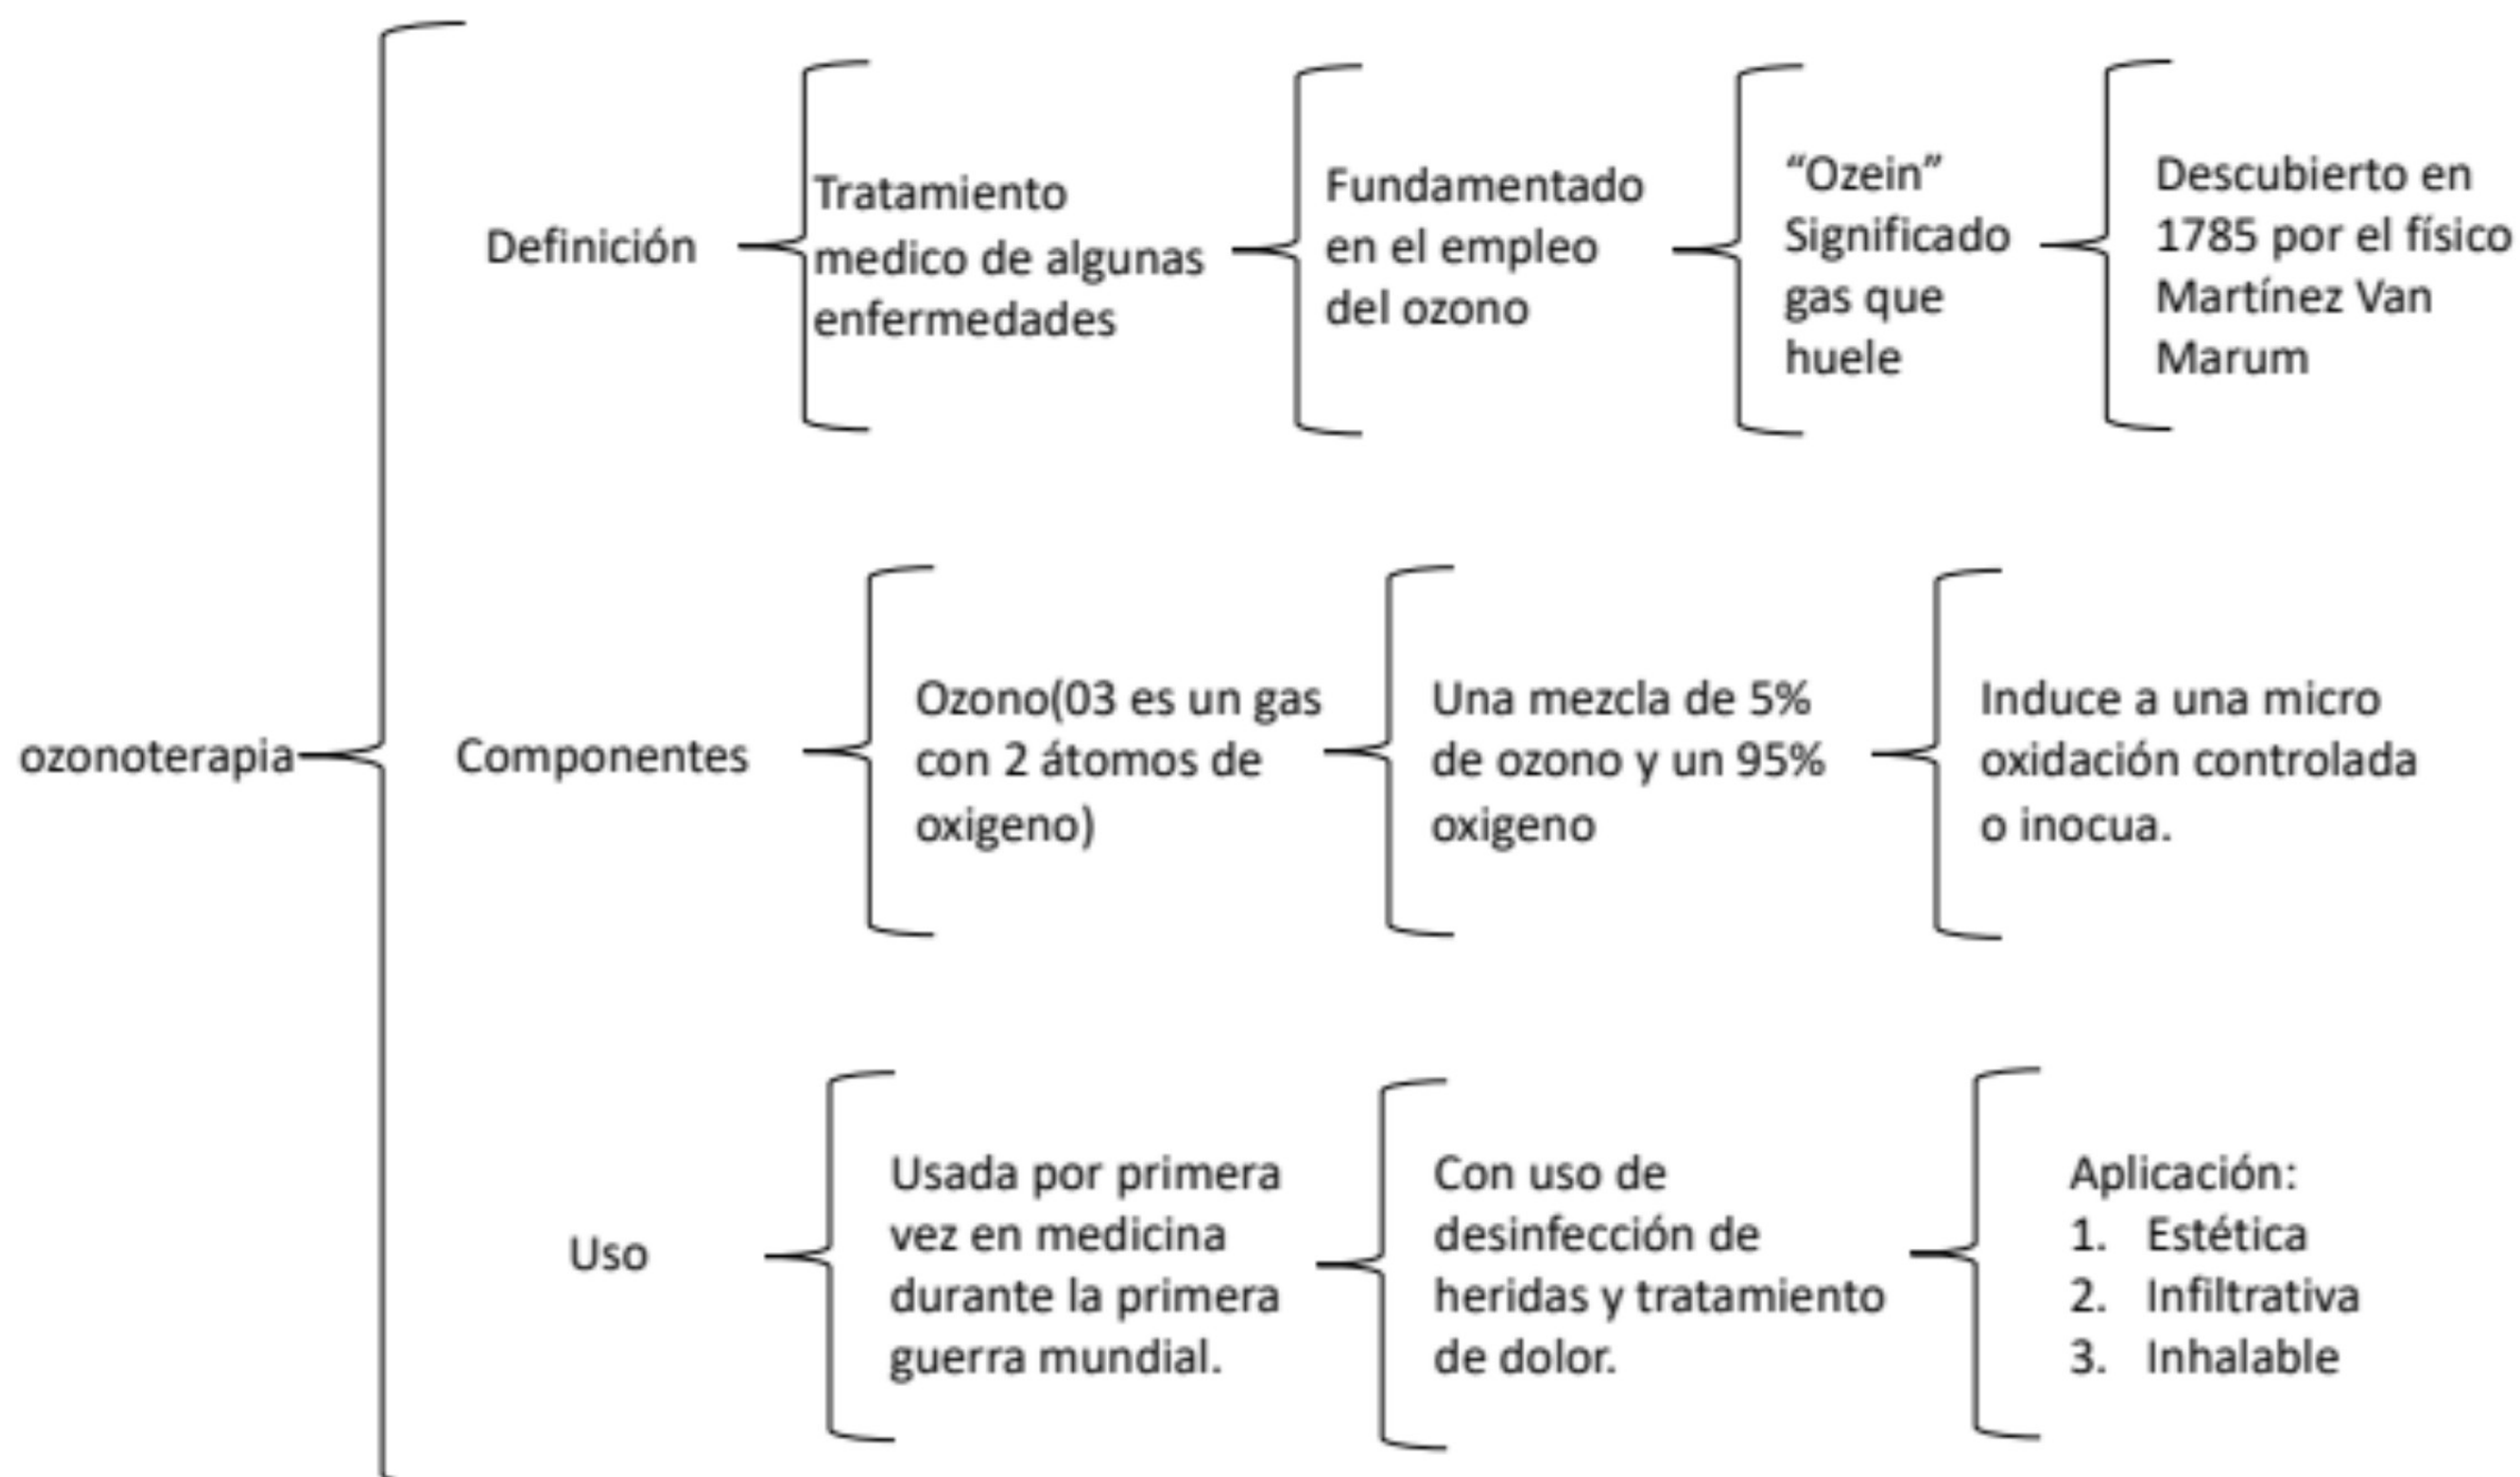 ozonoterapia
Definición
Tratamiento
medico de algunas
enfermedades
Fundamentado
en el empleo
del ozono
“Ozein”
Significado
gas que
huele
Descubierto en
1785 por el físico
Martínez Van
Marum
Componentes
Ozono(03 es un gas
con 2 átomos de
oxigeno)
Una mezcla de 5%
de ozono y un 95%
oxigeno
Induce a una micro
oxidación controlada
o inocua.
Uso
Usada por primera
vez en medicina
durante la primera
guerra mundial.
Con uso de
desinfección de
heridas y tratamiento
de dolor.
Aplicación:
1. Estética
2. Infiltrativa
3. Inhalable